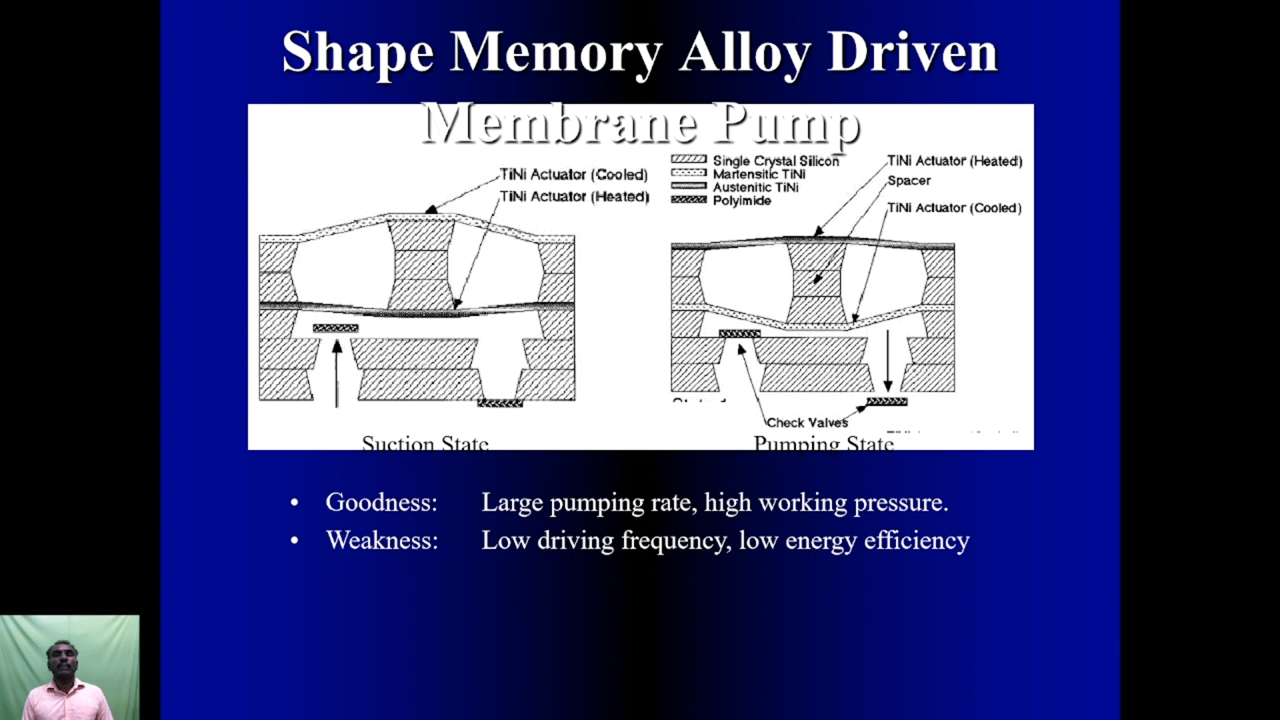 Shape Memory Alloy Driven
Membrane Pump
TiNi Actuator (Cooled)
TiNi Actuator (Heated)
Single Crystal Silicon
Martensitic TiNi
Austenitic TiNi
Polyimide
TiNi Actuator (Heated)
Spacer
TiNi Actuator (Cooled)
Check Valves
Suction State
Pumping State
• Goodness: Large pumping rate, high working pressure.
• Weakness: Low driving frequency, low energy efficiency